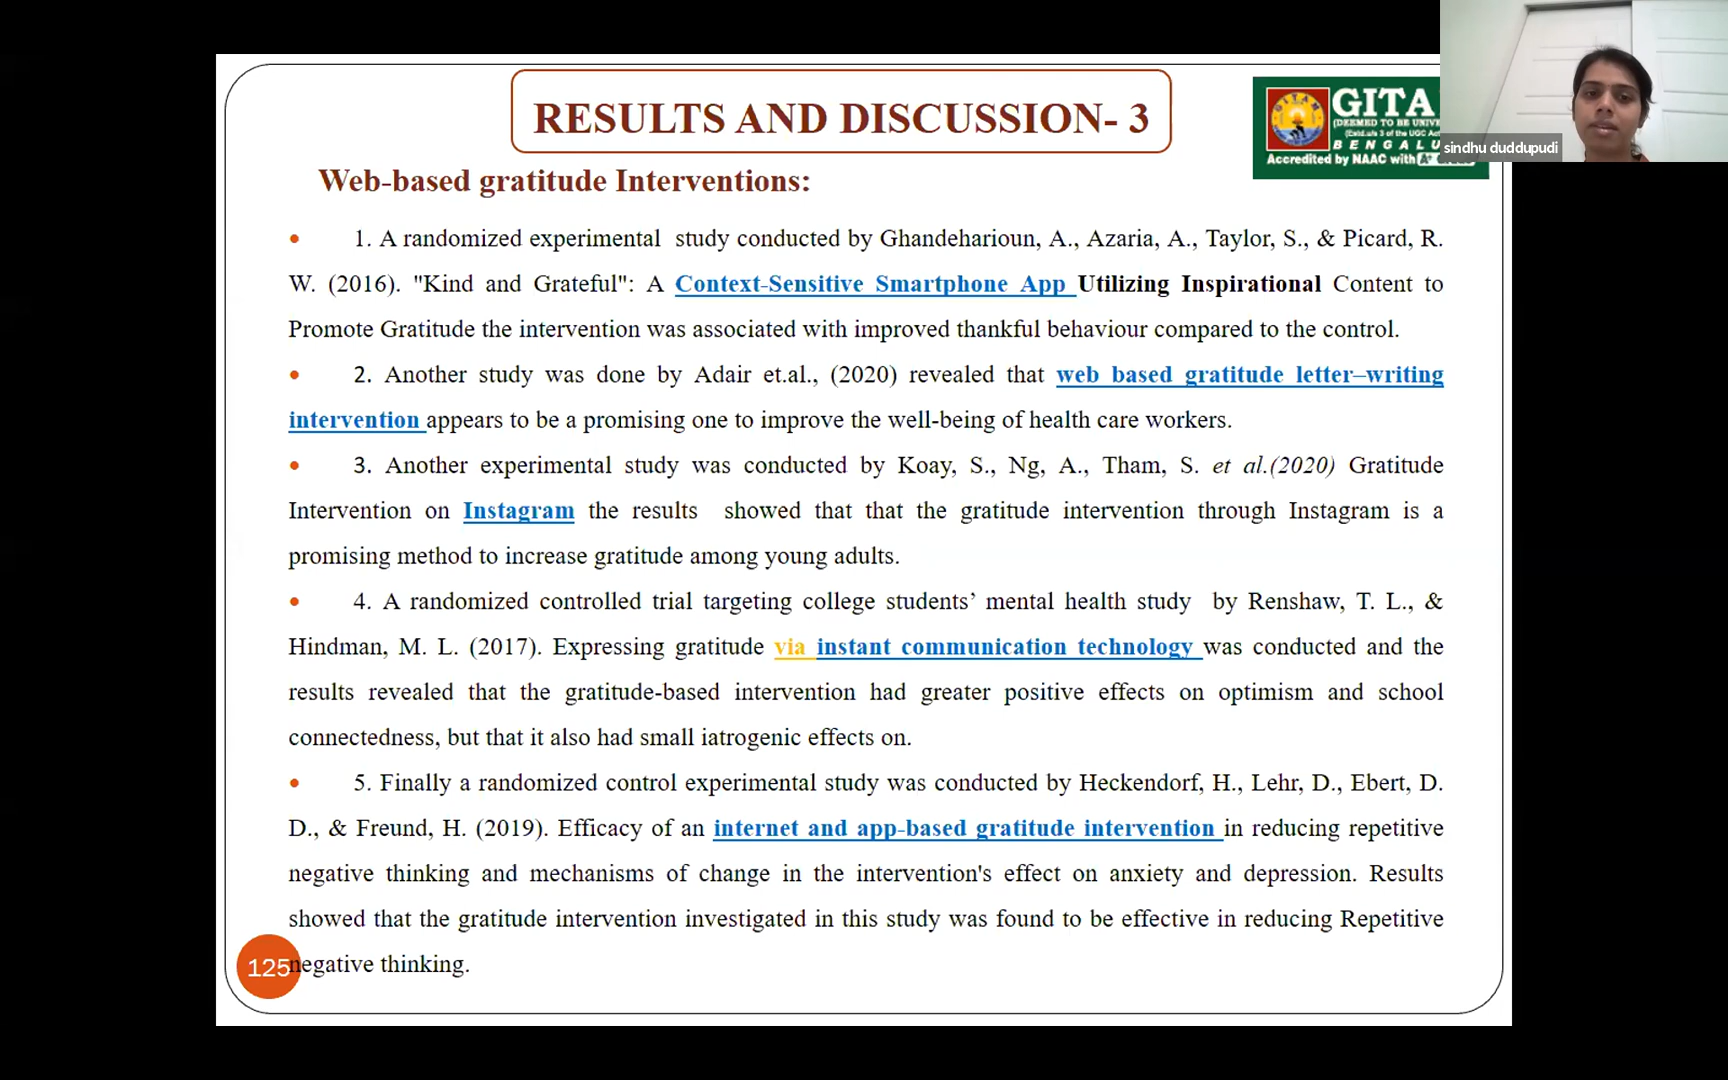 RESULTS AND DISCUSSION- 3
GITA
(DEEMED TO BE UNIVE
(Estd.u/s 3 of the UGC Act
BENGALU
Accredited by NAAC with
sindhu duddupudi
Web-based gratitude Interventions:
• 1. A randomized experimental study conducted by Ghandeharioun, A., Azaria, A., Taylor, S., & Picard, R.
W. (2016). "Kind and Grateful": A Context-Sensitive Smartphone App Utilizing Inspirational Content to
Promote Gratitude the intervention was associated with improved thankful behaviour compared to the control.
• 2. Another study was done by Adair et.al., (2020) revealed that web based gratitude letter–writing
intervention appears to be a promising one to improve the well-being of health care workers.
• 3. Another experimental study was conducted by Koay, S., Ng, A., Tham, S. et al.(2020) Gratitude
Intervention on Instagram the results showed that that the gratitude intervention through Instagram is a
promising method to increase gratitude among young adults.
• 4. A randomized controlled trial targeting college students’ mental health study by Renshaw, T. L., &
Hindman, M. L. (2017). Expressing gratitude via instant communication technology was conducted and the
results revealed that the gratitude-based intervention had greater positive effects on optimism and school
connectedness, but that it also had small iatrogenic effects on.
• 5. Finally a randomized control experimental study was conducted by Heckendorf, H., Lehr, D., Ebert, D.
D., & Freund, H. (2019). Efficacy of an internet and app-based gratitude intervention in reducing repetitive
negative thinking and mechanisms of change in the intervention's effect on anxiety and depression. Results
showed that the gratitude intervention investigated in this study was found to be effective in reducing Repetitive
negative thinking.
125